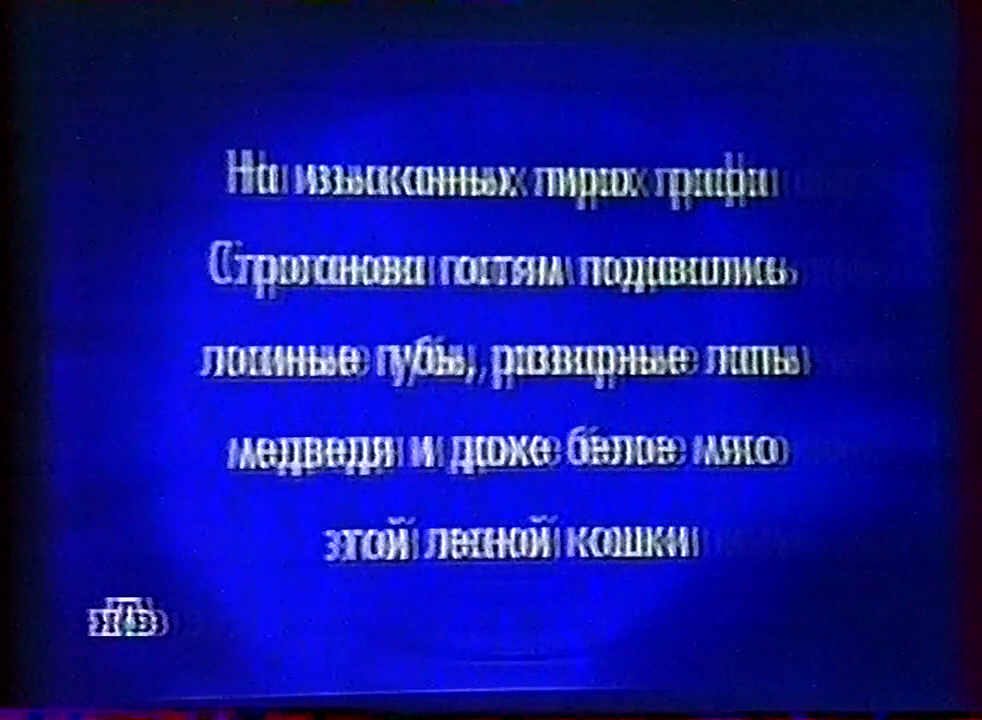 На изысканных пирах графа
Строганова гостям подавались
лосиные губы, разварные лапы
медведя и даже белое мясо
этой лесной кошки
НТВ